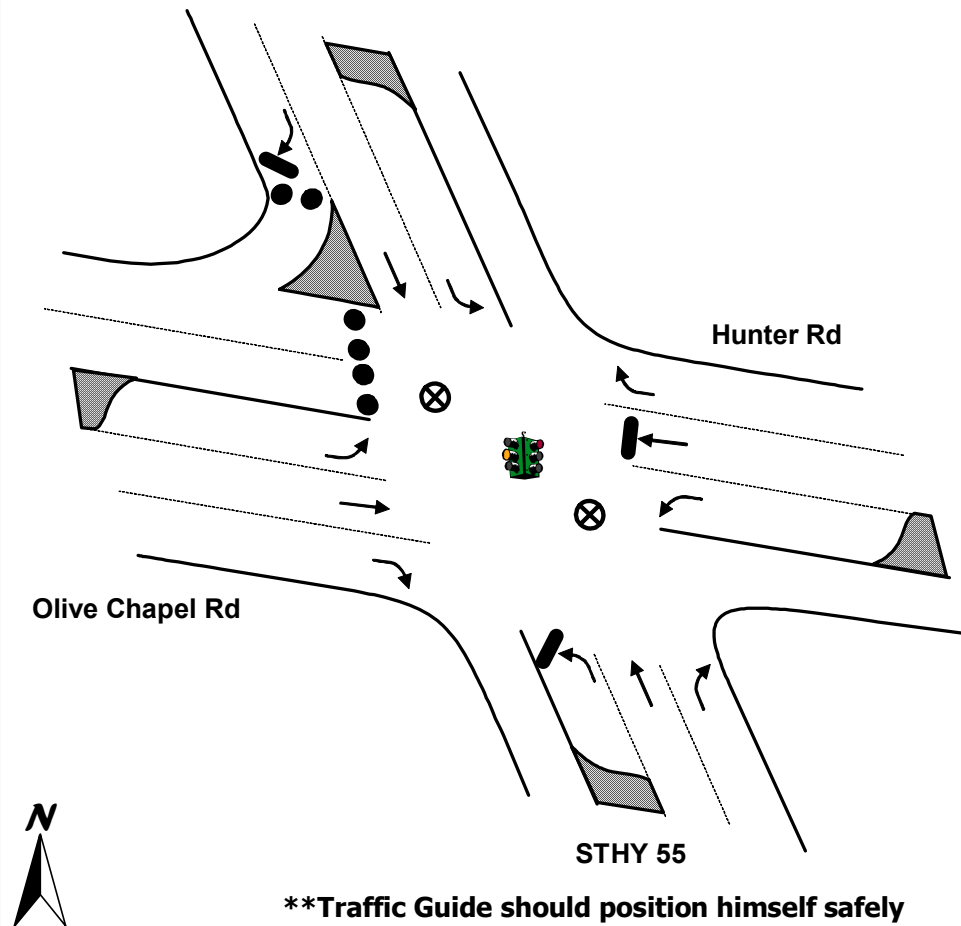 Hunter Rd
Olive Chapel Rd
STHY 55
N
**Traffic Guide should position himself safely